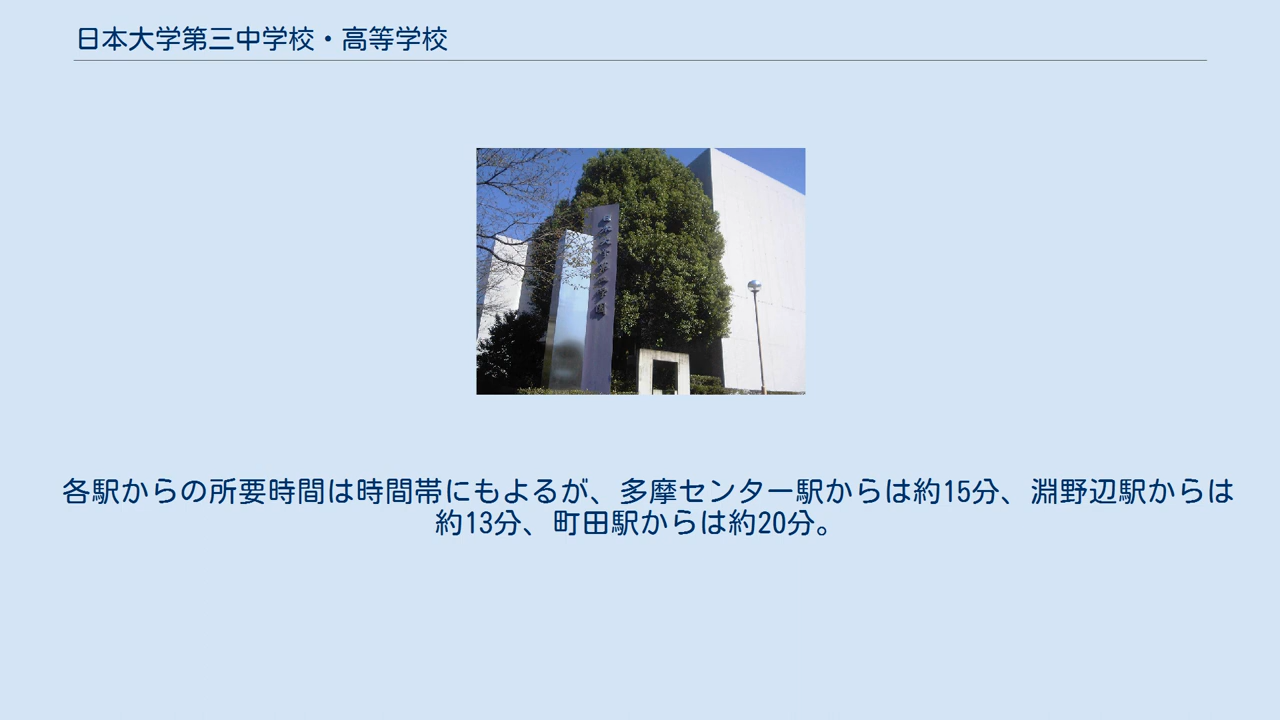 日本大学第三中学校・高等学校
各駅からの所要時間は時間帯にもよるが、多摩センター駅からは約15分、淵野辺駅からは
約13分、町田駅からは約20分。